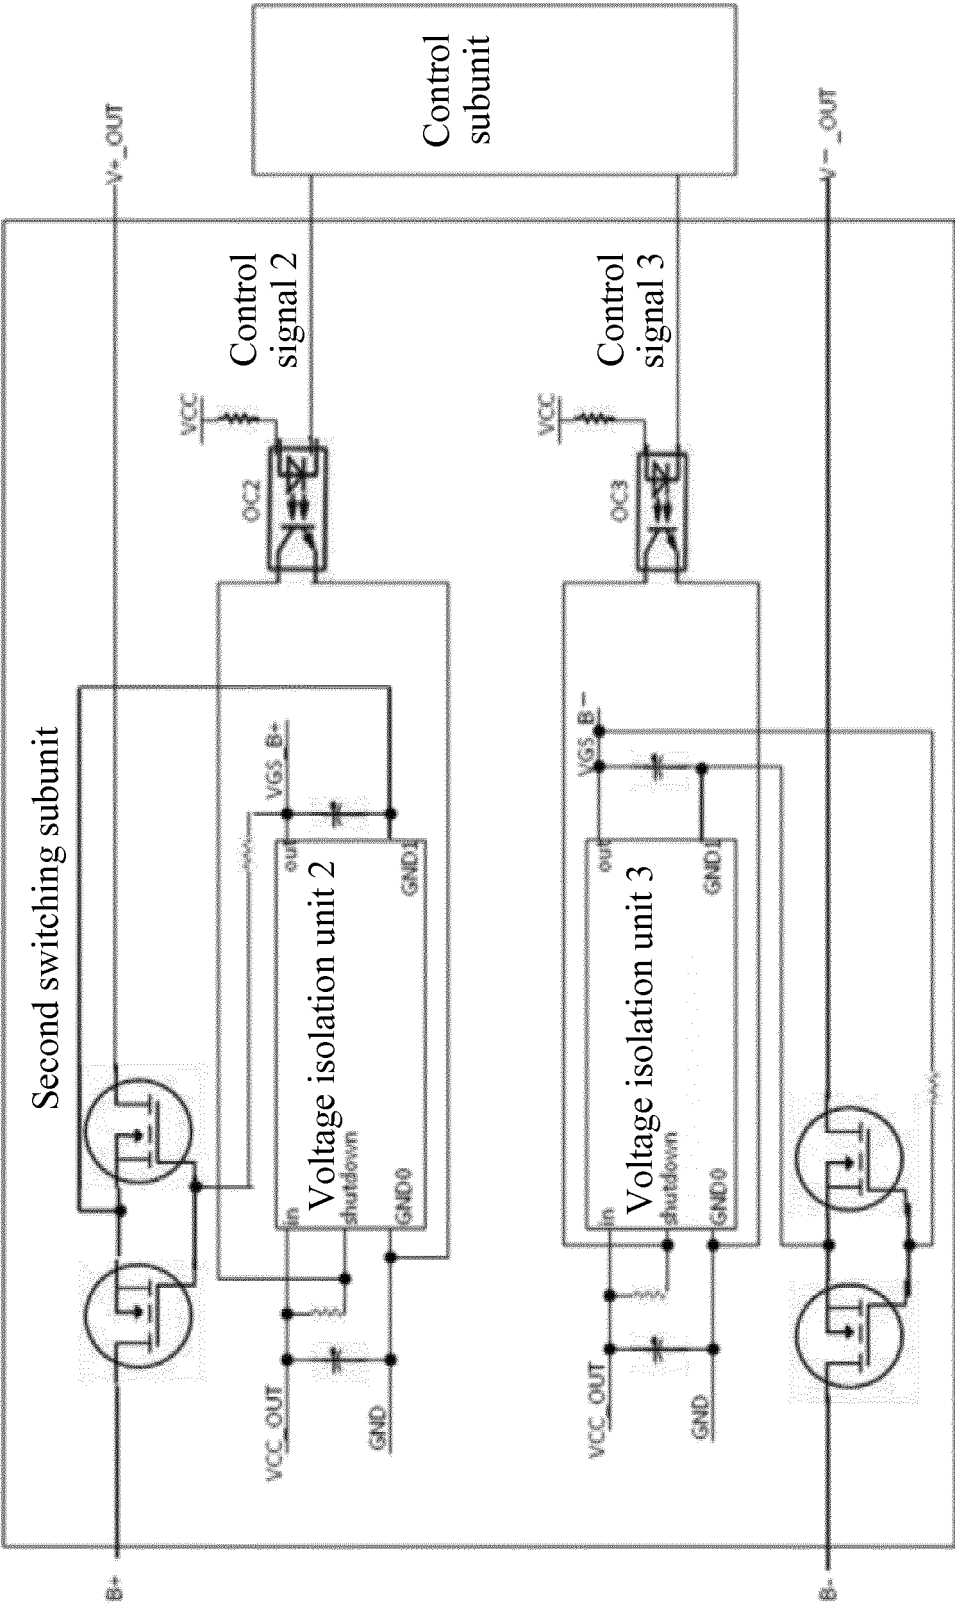 Second switching subunit
B+
V+_OUT
VGS_B+
VCC
OC2
Control
signal 2
Control
subunit
in
out
Voltage isolation unit 2
shutdown
GND0
GND1
VCC_OUT
GND
VGS_B−
VCC
OC3
Control
signal 3
in
out
Voltage isolation unit 3
shutdown
GND0
GND1
VCC_OUT
GND
B-
V−_OUT